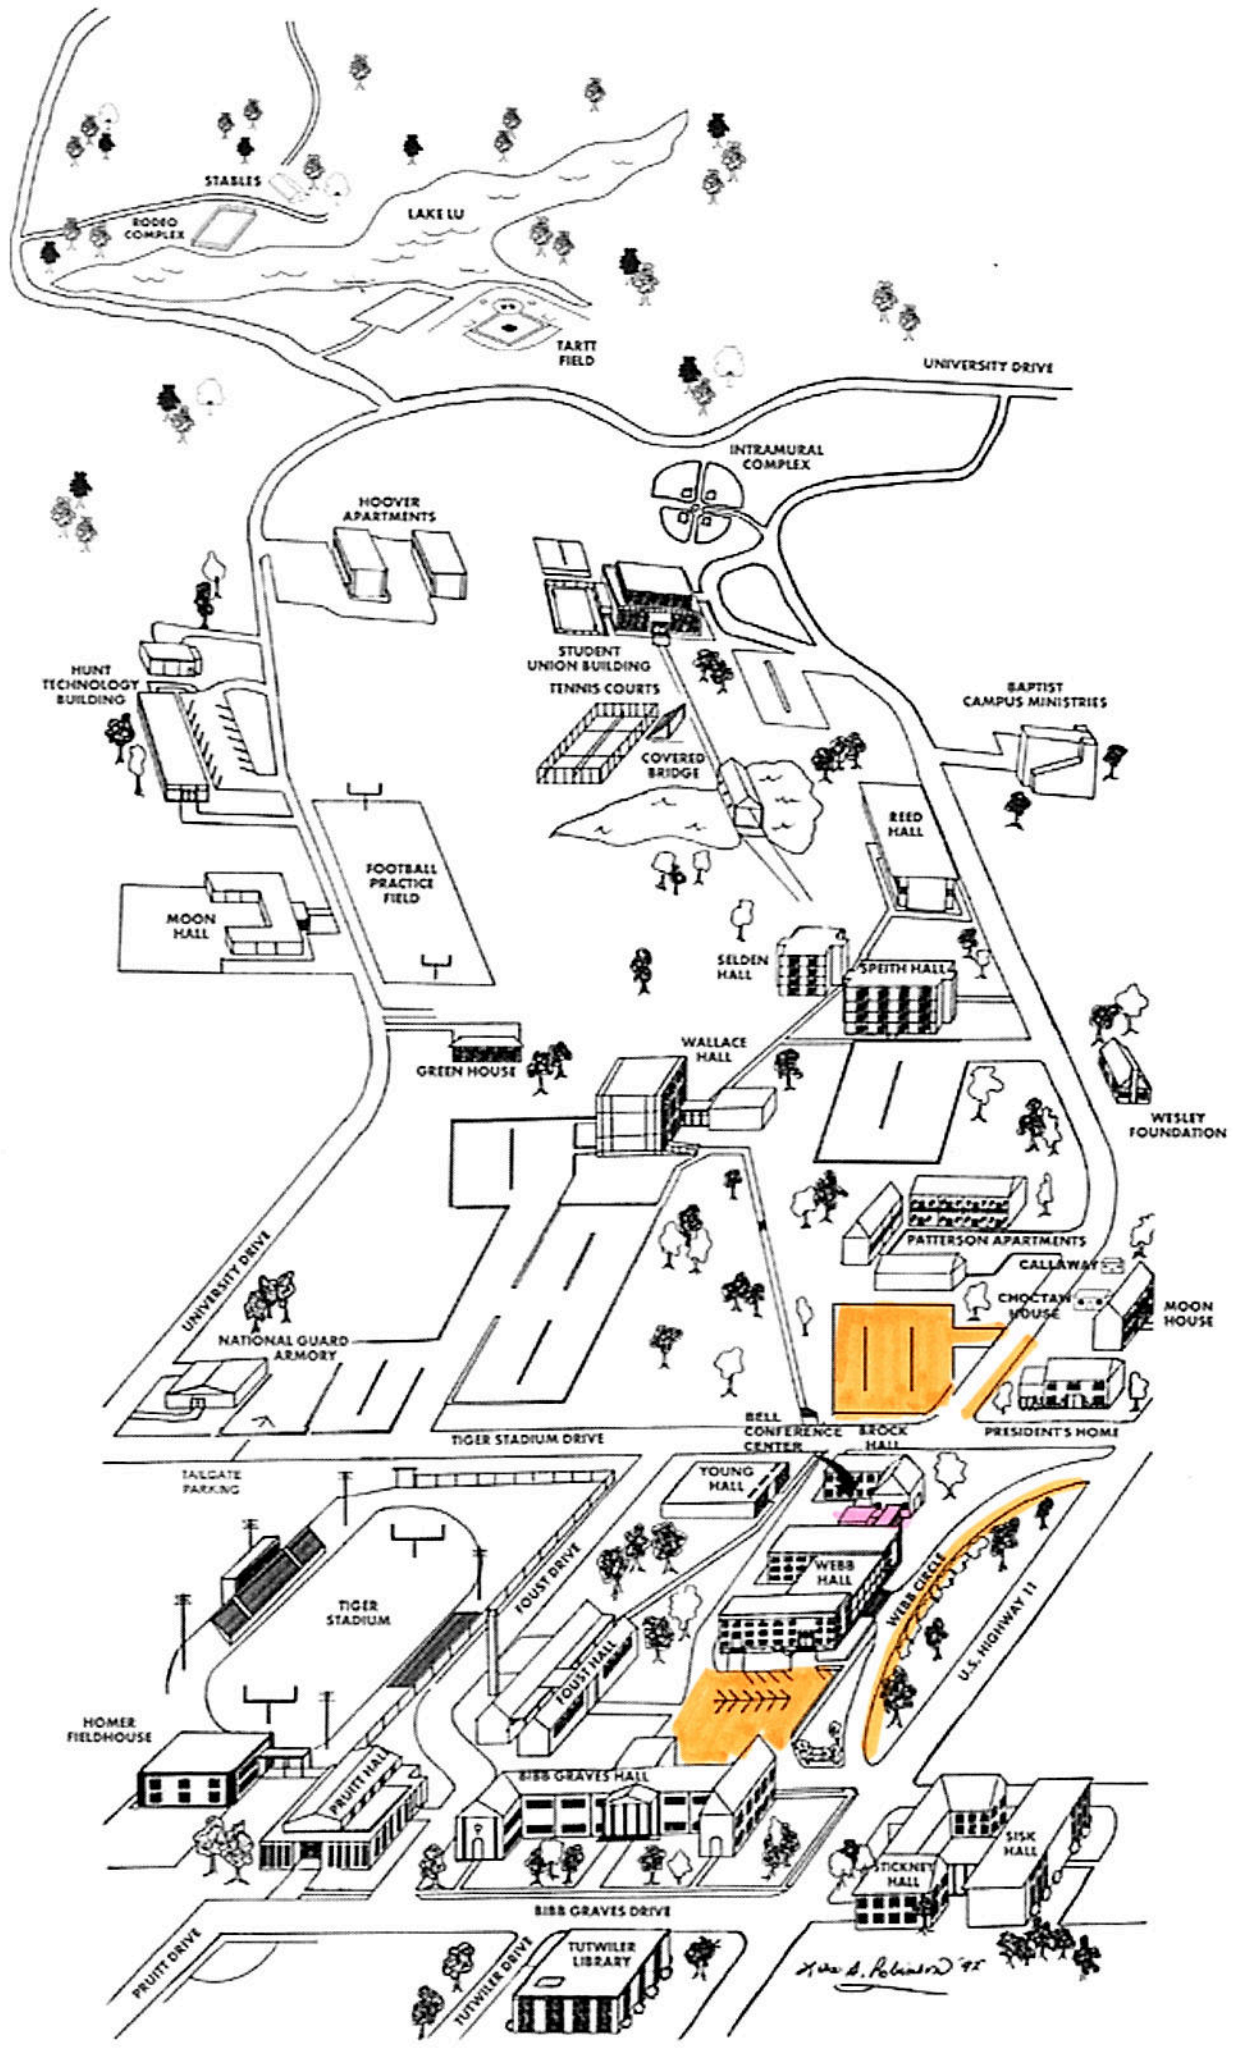 STABLES
RODEO
COMPLEX
LAKE LU
TARTT
FIELD
UNIVERSITY DRIVE
INTRAMURAL
COMPLEX
HOOVER
APARTMENTS
STUDENT
UNION BUILDING
TENNIS COURTS
HUNT
TECHNOLOGY
BUILDING
BAPTIST
CAMPUS MINISTRIES
COVERED
BRIDGE
REED
HALL
FOOTBALL
PRACTICE
FIELD
MOON
HALL
SELDEN
HALL
SPEITH HALL
WALLACE
HALL
GREEN HOUSE
WESLEY
FOUNDATION
UNIVERSITY DRIVE
PATTERSON APARTMENTS
CALLAWAY
CHOCTAW
HOUSE
MOON
HOUSE
NATIONAL GUARD
ARMORY
BELL
CONFERENCE
CENTER
BROCK
HALL
PRESIDENT'S HOME
TIGER STADIUM DRIVE
TAILGATE
PARKING
YOUNG
HALL
WEBB
HALL
WEBB CIRCLE
U.S. HIGHWAY 11
FOUST DRIVE
TIGER
STADIUM
FOUST HALL
HOMER
FIELDHOUSE
PRUITT HALL
BIBB GRAVES HALL
SISK
HALL
STICKNEY
HALL
BIBB GRAVES DRIVE
PRUITT DRIVE
TUTWILER DRIVE
TUTWILER
LIBRARY
Robinson '95